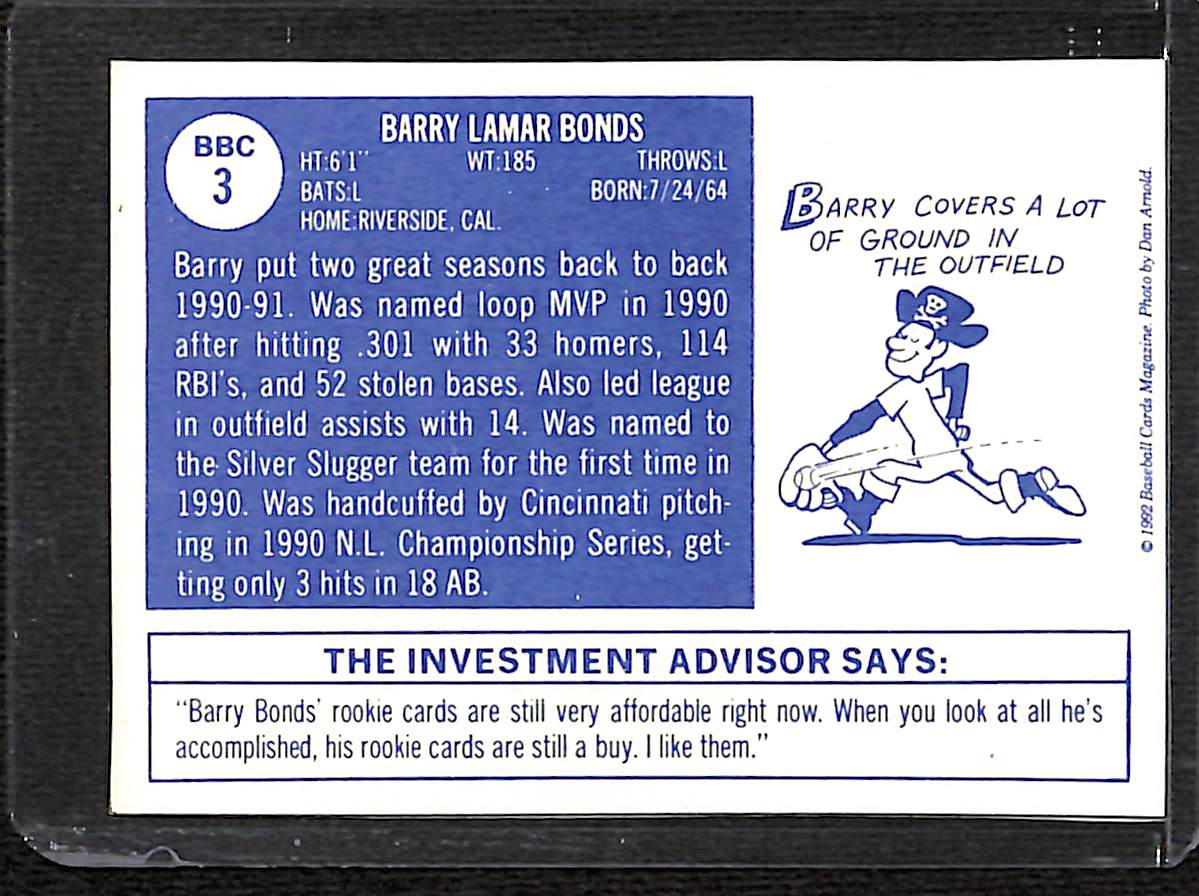 BBC
3
BARRY LAMAR BONDS
HT:6'1" WT:185 THROWS:L
BATS:L BORN:7/24/64
HOME:RIVERSIDE, CAL.
Barry put two great seasons back to back
1990-91. Was named loop MVP in 1990
after hitting .301 with 33 homers, 114
RBI's, and 52 stolen bases. Also led league
in outfield assists with 14. Was named to
the Silver Slugger team for the first time in
1990. Was handcuffed by Cincinnati pitch-
ing in 1990 N.L. Championship Series, get-
ting only 3 hits in 18 AB.
BARRY COVERS A LOT
OF GROUND IN
THE OUTFIELD
© 1992 Baseball Cards Magazine. Photo by Dan Arnold.
THE INVESTMENT ADVISOR SAYS:
"Barry Bonds' rookie cards are still very affordable right now. When you look at all he's
accomplished, his rookie cards are still a buy. I like them."